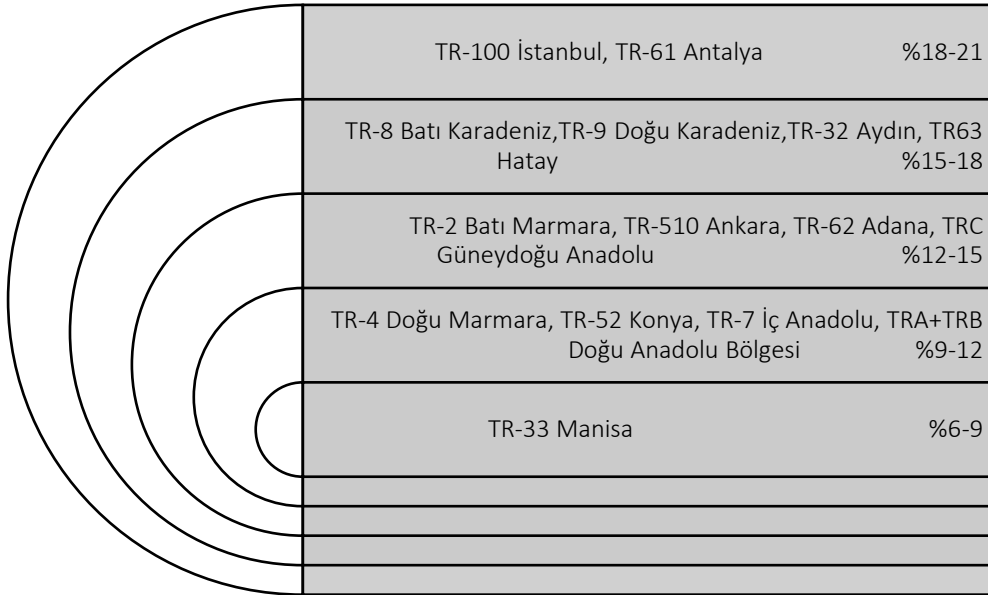 TR-100 İstanbul, TR-61 Antalya %18-21
TR-8 Batı Karadeniz,TR-9 Doğu Karadeniz,TR-32 Aydın, TR63
Hatay %15-18
TR-2 Batı Marmara, TR-510 Ankara, TR-62 Adana, TRC
Güneydoğu Anadolu %12-15
TR-4 Doğu Marmara, TR-52 Konya, TR-7 İç Anadolu, TRA+TRB
Doğu Anadolu Bölgesi %9-12
TR-33 Manisa %6-9